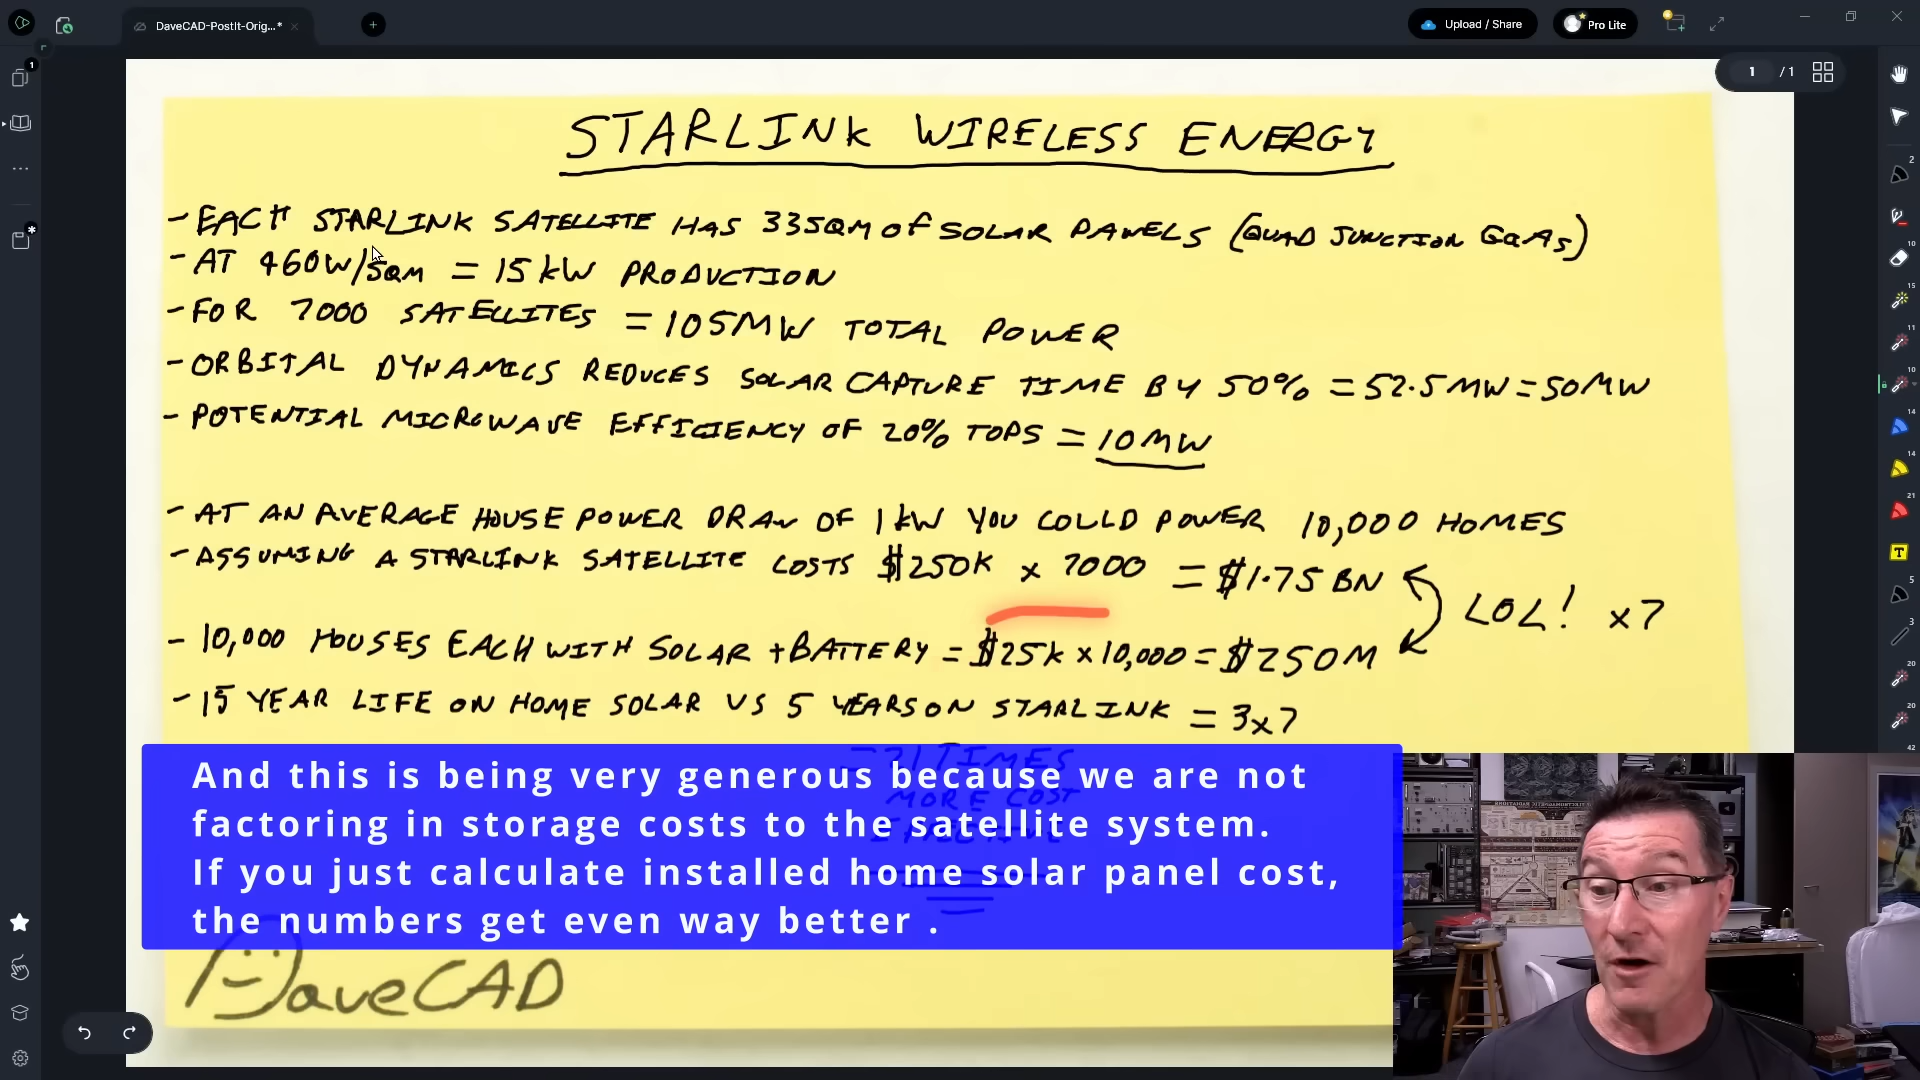 DaveCAD-PostIt-Orig...*
Upload / Share
Pro Lite
1 / 1
STARLINK WIRELESS ENERGY
- EACH STARLINK SATELLITE HAS 33SQM OF SOLAR PANELS (QUAD JUNCTION GaAs)
- AT 460W/SQM = 15kW PRODUCTION
- FOR 7000 SATELLITES = 105MW TOTAL POWER
- ORBITAL DYNAMICS REDUCES SOLAR CAPTURE TIME BY 50% = 52.5MW = 50MW
- POTENTIAL MICROWAVE EFFICIENCY OF 20% TOPS = 10MW
- AT AN AVERAGE HOUSE POWER DRAW OF 1kW YOU COULD POWER 10,000 HOMES
- ASSUMING A STARLINK SATELLITE COSTS $250k x 7000 = $1.75BN
LOL! x7
- 10,000 HOUSES EACH WITH SOLAR + BATTERY = $25k x 10,000 = $250M
- 15 YEAR LIFE ON HOME SOLAR VS 5 YEARS ON STARLINK = 3x7
= 21 TIMES
MORE COST
EFFECTIVE
And this is being very generous because we are not
factoring in storage costs to the satellite system.
If you just calculate installed home solar panel cost,
the numbers get even way better .
DaveCAD